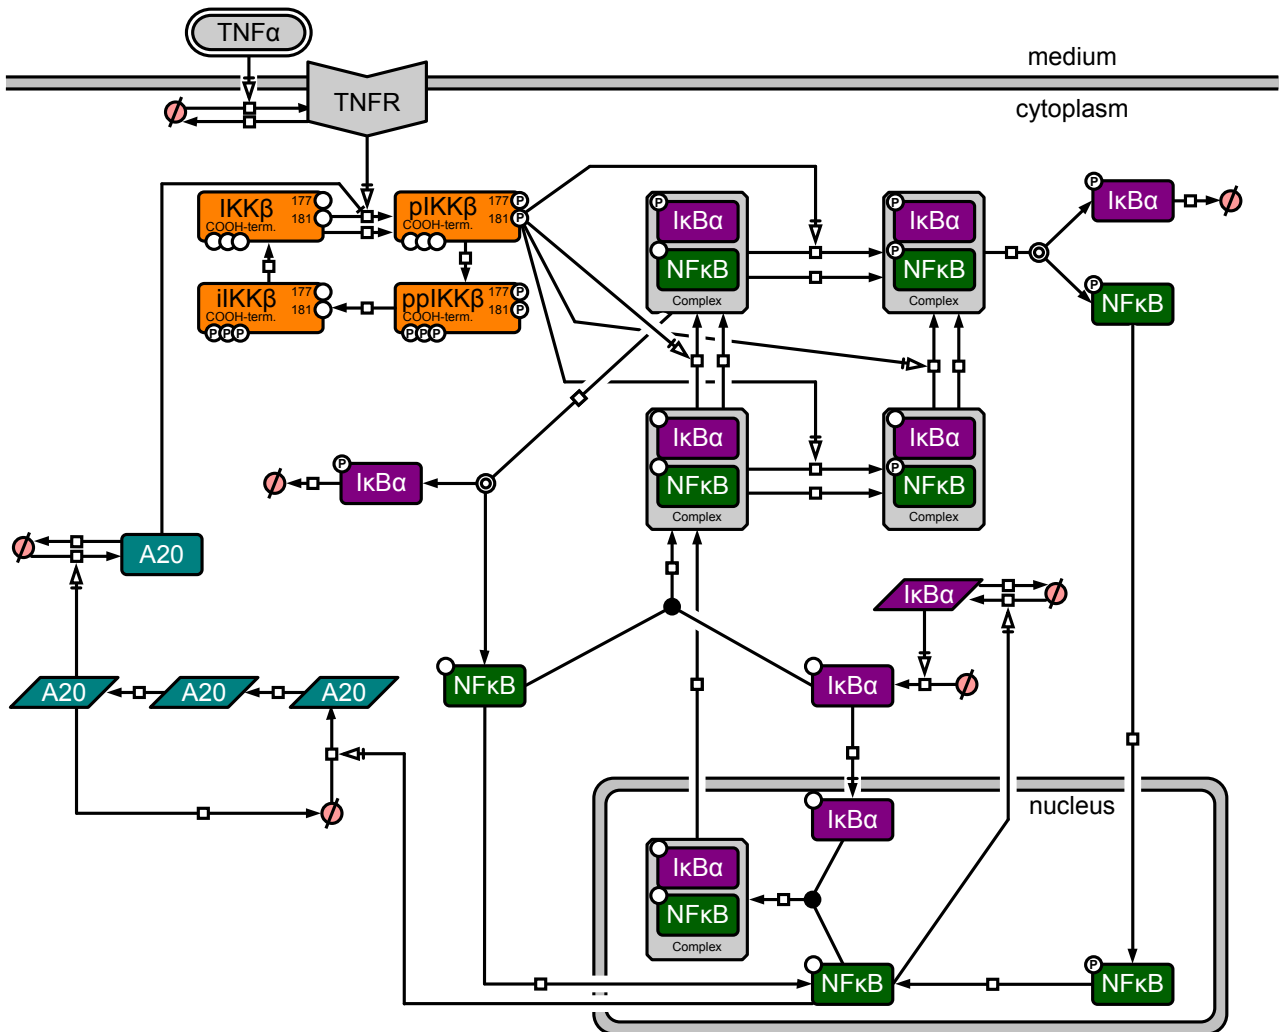 TNFα
medium
TNFR
cytoplasm
IKKβ 177
181
COOH-term.
pIKKβ 177 P
181 P
COOH-term.
P
IκBα
NFκB
Complex
P
IκBα
P
NFκB
Complex
P
IκBα
P
NFκB
iIKKβ 177
181
COOH-term.
P P P
ppIKKβ 177 P
181 P
COOH-term.
P P P
IκBα
NFκB
Complex
IκBα
P
NFκB
Complex
P
IκBα
A20
IκBα
NFκB
IκBα
A20
A20
A20
nucleus
IκBα
IκBα
NFκB
Complex
NFκB
P
NFκB